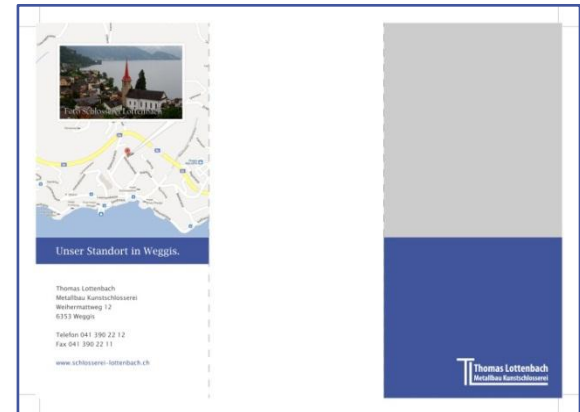 Foto Schlosserei Lottenbach
Unser Standort in Weggis.
Thomas Lottenbach
Metallbau Kunstschlosserei
Weihermattweg 12
6353 Weggis
Telefon 041 390 22 12
Fax 041 390 22 11
www.schlosserei-lottenbach.ch
TL Thomas Lottenbach
Metallbau Kunstschlosserei